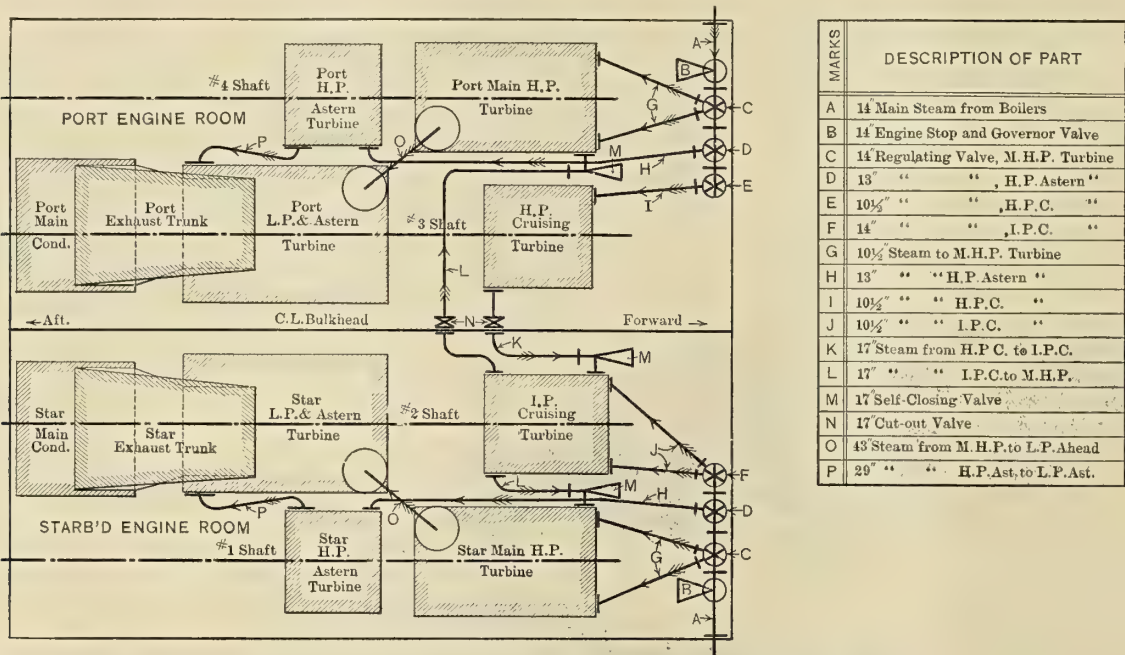 #4 Shaft
Port
H.P.
Astern
Turbine
Port Main H.P.
Turbine
A
B
C
G
PORT ENGINE ROOM
P
O
M
D
H
E
I
Port
Main
Cond.
Port
Exhaust Trunk
Port
L.P.& Astern
Turbine
#3 Shaft
H.P.
Cruising
Turbine
L
←Aft.
C.L.Bulkhead
N
Forward→
K
M
Star
Main
Cond.
Star
Exhaust Trunk
Star
L.P.& Astern
Turbine
#2 Shaft
I.P.
Cruising
Turbine
J
F
L
M
H
D
P
O
STARB'D ENGINE ROOM
#1 Shaft
Star
H.P.
Astern
Turbine
Star Main H.P.
Turbine
G
C
B
A
MARKS DESCRIPTION OF PART
A 14" Main Steam from Boilers
B 14" Engine Stop and Governor Valve
C 14" Regulating Valve, M.H.P. Turbine
D 13" " " , H.P. Astern "
E 10½" " " , H.P.C. "
F 14" " " , I.P.C. "
G 10½" Steam to M.H.P. Turbine
H 13" " " H.P. Astern "
I 10½" " " H.P.C. "
J 10½" " " I.P.C. "
K 17" Steam from H.P C. to I.P.C.
L 17" " " I.P.C. to M.H.P.
M 17" Self-Closing Valve
N 17" Cut-out Valve
O 43" Steam from M.H.P. to L.P. Ahead
P 29" " " H.P. Ast. to L.P. Ast.